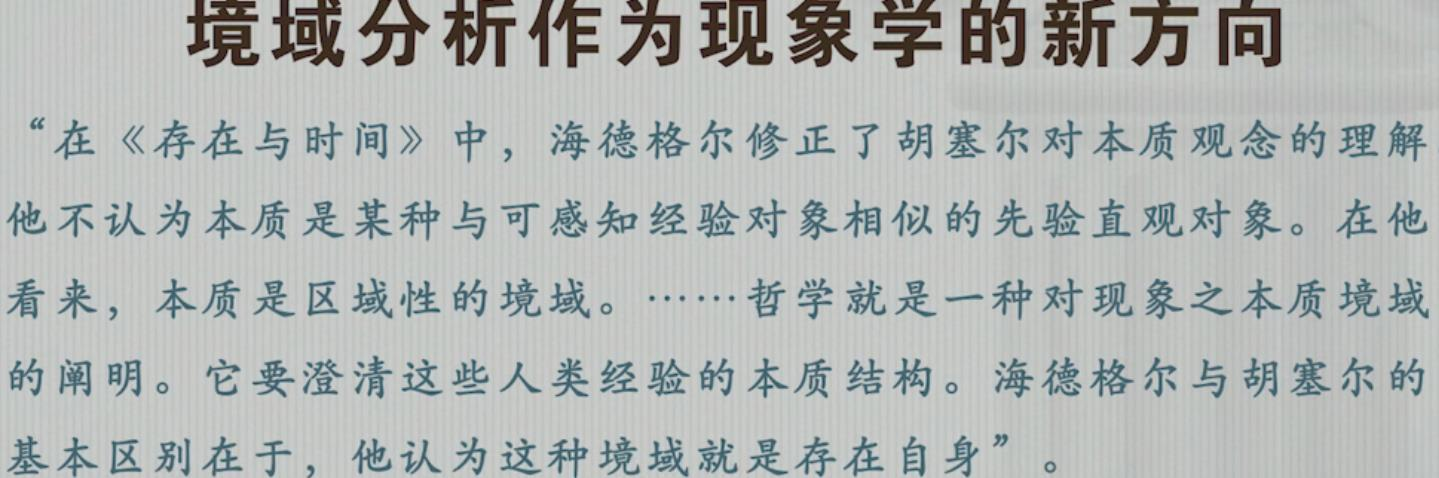 境域分析作为现象学的新方向
“在《存在与时间》中，海德格尔修正了胡塞尔对本质观念的理解
他不认为本质是某种与可感知经验对象相似的先验直观对象。在他
看来，本质是区域性的境域。……哲学就是一种对现象之本质境域
的阐明。它要澄清这些人类经验的本质结构。海德格尔与胡塞尔的
基本区别在于，他认为这种境域就是存在自身”。